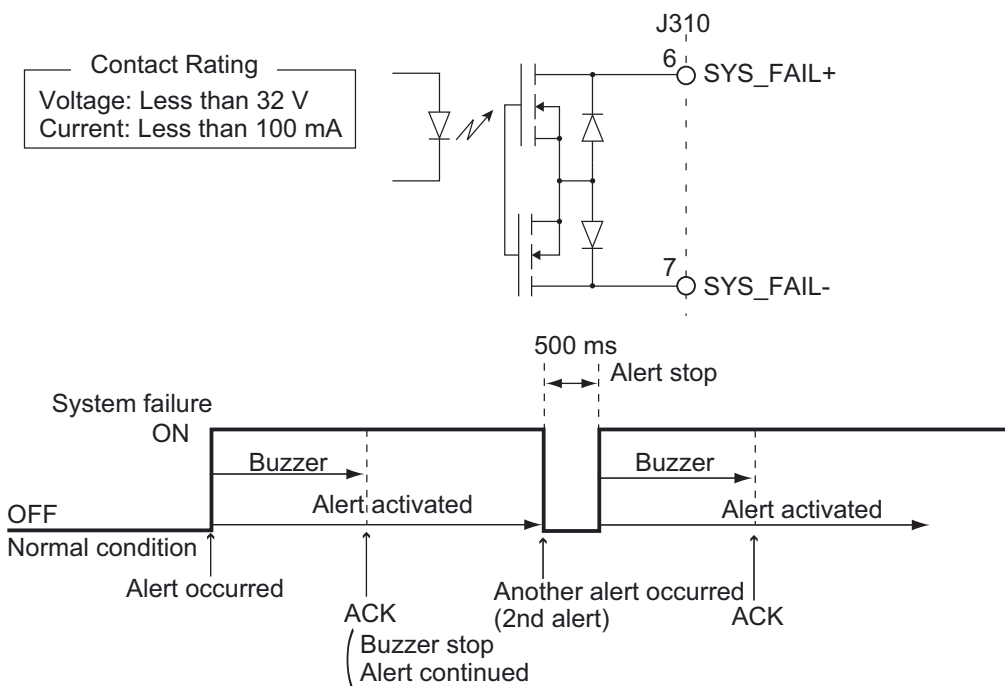 J310
Contact Rating
Voltage: Less than 32 V
Current: Less than 100 mA
6
SYS_FAIL+
7
SYS_FAIL-
500 ms
Alert stop
System failure
ON
Buzzer
Buzzer
Alert activated
Alert activated
OFF
Normal condition
Alert occurred
ACK
Buzzer stop
Alert continued
Another alert occurred
(2nd alert)
ACK